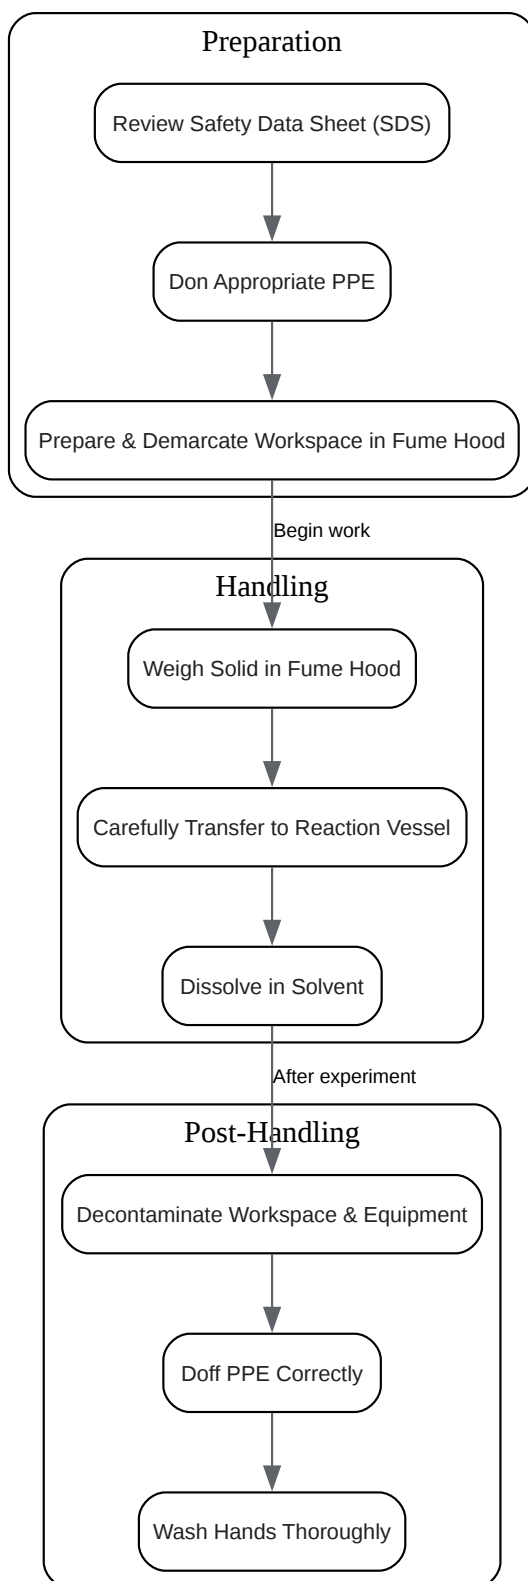 Preparation
Review Safety Data Sheet (SDS)
Don Appropriate PPE
Prepare & Demarcate Workspace in Fume Hood
Begin work
Handling
Weigh Solid in Fume Hood
Carefully Transfer to Reaction Vessel
Dissolve in Solvent
After experiment
Post-Handling
Decontaminate Workspace & Equipment
Doff PPE Correctly
Wash Hands Thoroughly